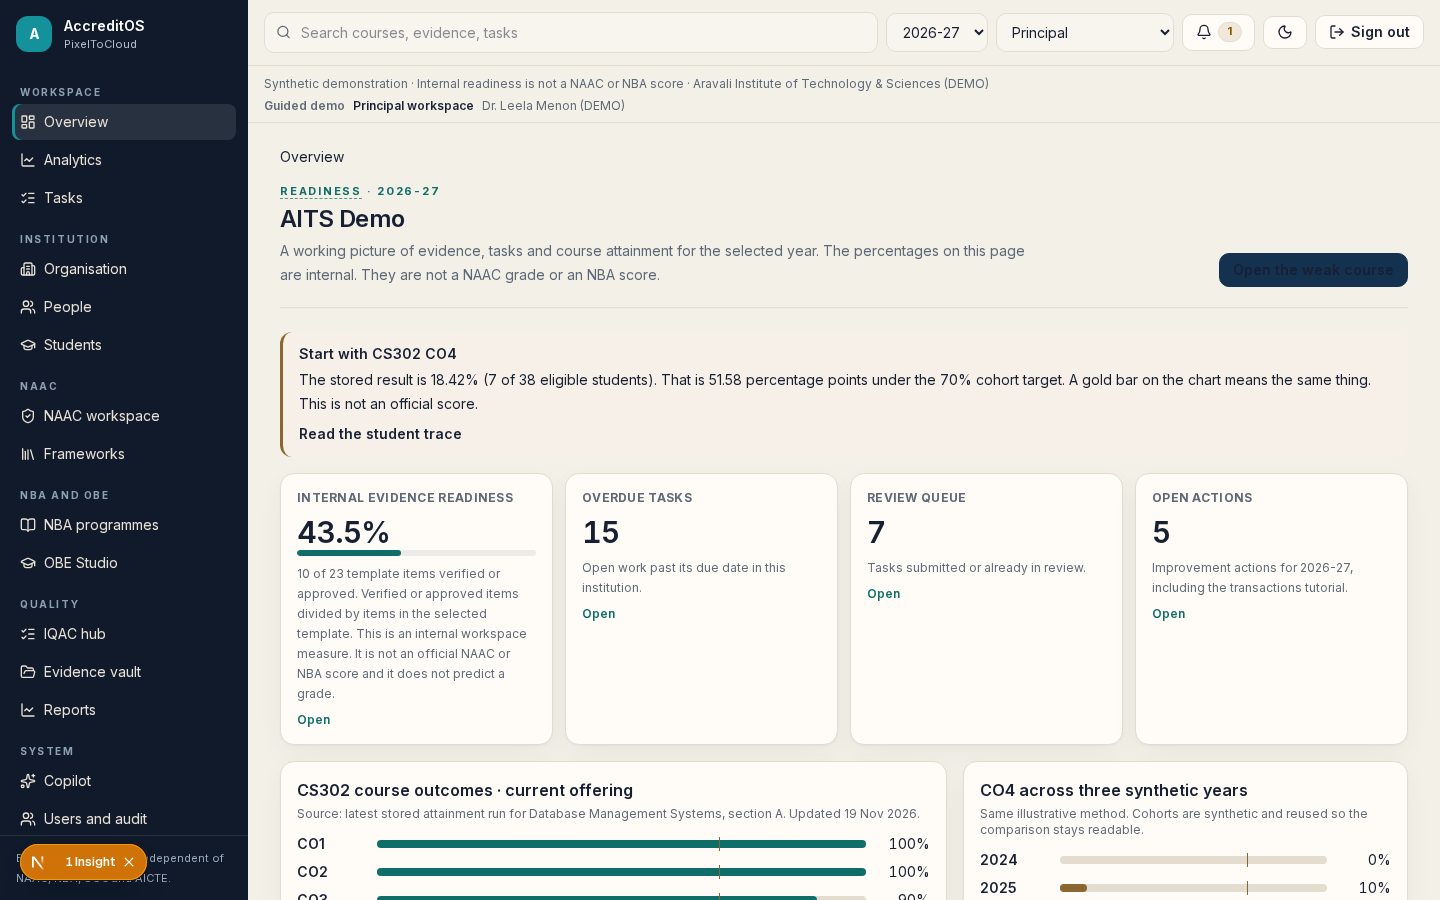 A
AccreditOS
PixelToCloud
WORKSPACE
Overview
Analytics
Tasks
INSTITUTION
Organisation
People
Students
NAAC
NAAC workspace
Frameworks
NBA AND OBE
NBA programmes
OBE Studio
QUALITY
IQAC hub
Evidence vault
Reports
SYSTEM
Copilot
Users and audit
1 Insight
dependent of
AICTE.
Search courses, evidence, tasks
2026-27
Principal
1
Sign out
Synthetic demonstration · Internal readiness is not a NAAC or NBA score · Aravali Institute of Technology & Sciences (DEMO)
Guided demo Principal workspace Dr. Leela Menon (DEMO)
Overview
READINESS · 2026-27
AITS Demo
A working picture of evidence, tasks and course attainment for the selected year. The percentages on this page
are internal. They are not a NAAC grade or an NBA score.
Open the weak course
Start with CS302 CO4
The stored result is 18.42% (7 of 38 eligible students). That is 51.58 percentage points under the 70% cohort target. A gold bar on the chart means the same thing.
This is not an official score.
Read the student trace
INTERNAL EVIDENCE READINESS
43.5%
10 of 23 template items verified or
approved. Verified or approved items
divided by items in the selected
template. This is an internal workspace
measure. It is not an official NAAC or
NBA score and it does not predict a
grade.
Open
OVERDUE TASKS
15
Open work past its due date in this
institution.
Open
REVIEW QUEUE
7
Tasks submitted or already in review.
Open
OPEN ACTIONS
5
Improvement actions for 2026-27,
including the transactions tutorial.
Open
CS302 course outcomes · current offering
Source: latest stored attainment run for Database Management Systems, section A. Updated 19 Nov 2026.
CO1 100%
CO2 100%
CO3 90%
CO4 across three synthetic years
Same illustrative method. Cohorts are synthetic and reused so the
comparison stays readable.
2024 0%
2025 10%